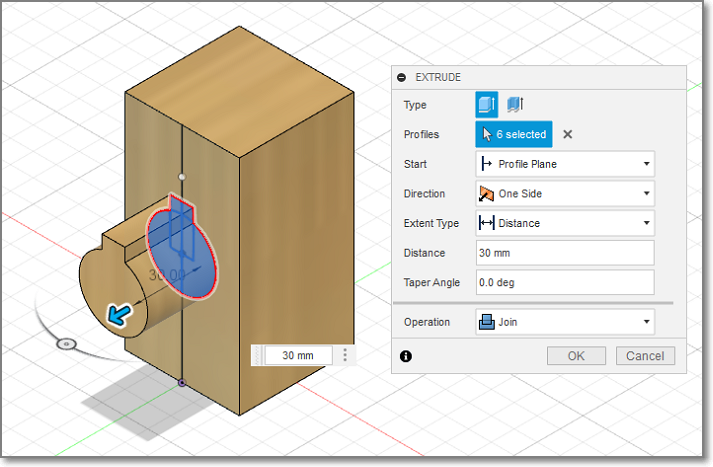 EXTRUDE
Type
Profiles 6 selected
Start Profile Plane
Direction One Side
Extent Type Distance
Distance 30 mm
Taper Angle 0.0 deg
Operation Join
OK Cancel
30.00
30 mm